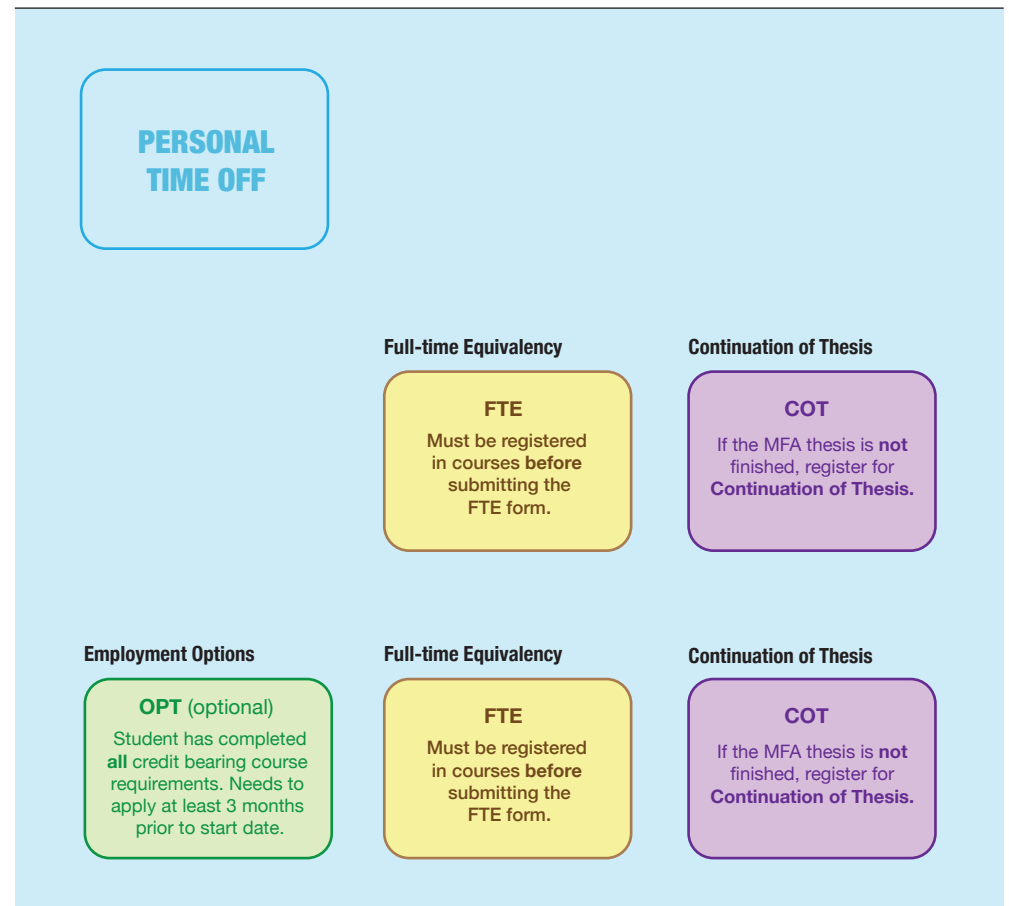 PERSONAL
TIME OFF
Full-time Equivalency
FTE
Must be registered
in courses before
submitting the
FTE form.
Continuation of Thesis
COT
If the MFA thesis is not
finished, register for
Continuation of Thesis.
Employment Options
OPT (optional)
Student has completed
all credit bearing course
requirements. Needs to
apply at least 3 months
prior to start date.
Full-time Equivalency
FTE
Must be registered
in courses before
submitting the
FTE form.
Continuation of Thesis
COT
If the MFA thesis is not
finished, register for
Continuation of Thesis.